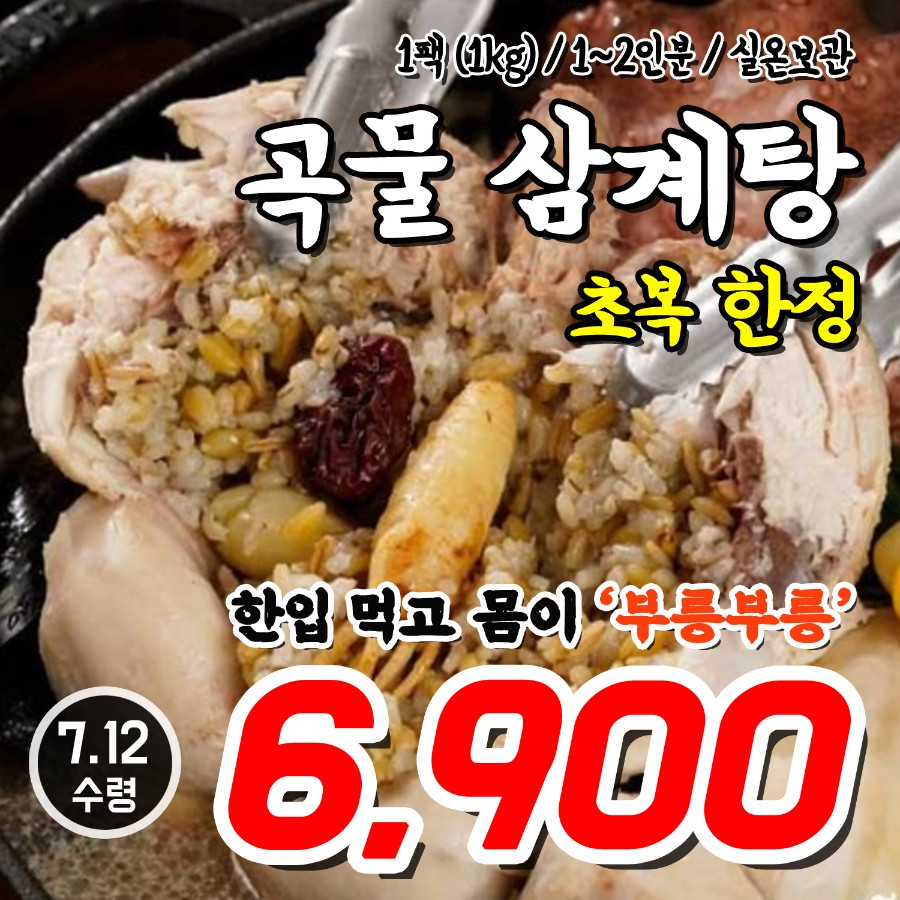 1팩 (1kg) / 1~2인분 / 실온보관
곡물 삼계탕
초복 한정
한입 먹고 몸이 ‘부릉부릉’
7.12
수령
6.900